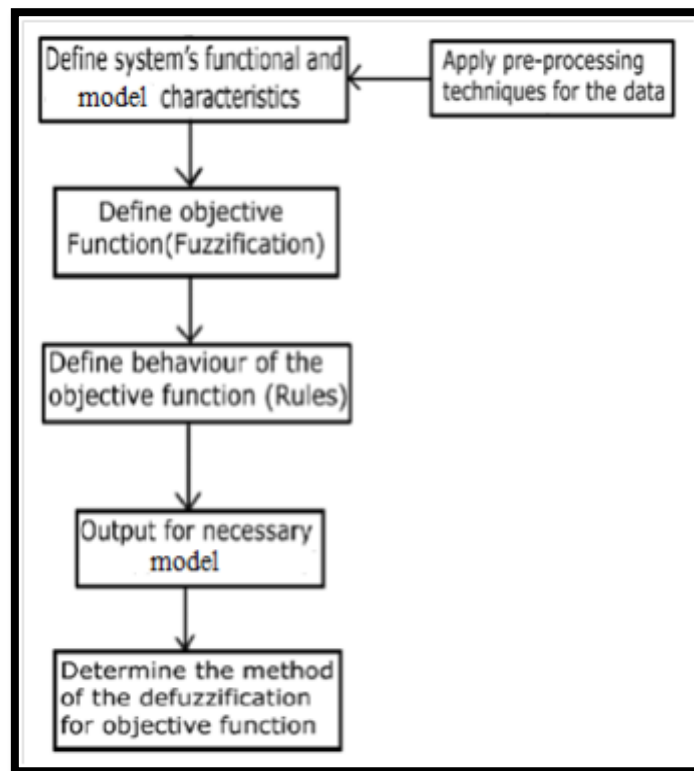 Define system's functional and
model characteristics
Apply pre-processing
techniques for the data
Define objective
Function(Fuzzification)
Define behaviour of the
objective function (Rules)
Output for necessary
model
Determine the method
of the defuzzification
for objective function